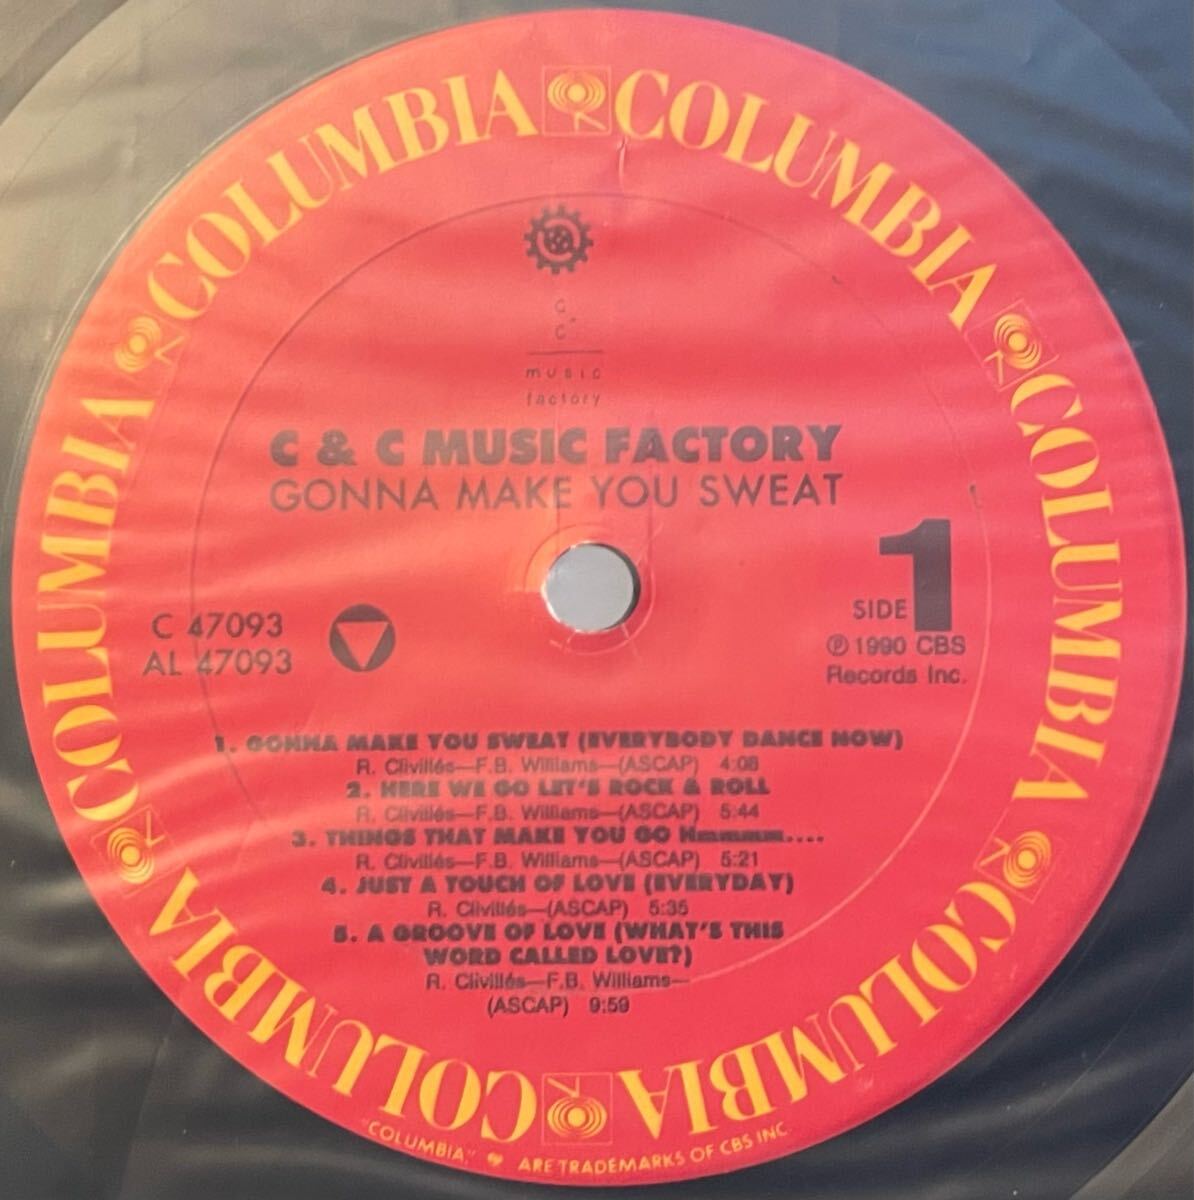 COLUMBIA COLUMBIA COLUMBIA COLUMBIA COLUMBIA COLUMBIA COLUMBIA COLUMBIA
C+
C
music
factory
C & C MUSIC FACTORY
GONNA MAKE YOU SWEAT
SIDE 1
℗ 1990 CBS
Records Inc.
C 47093
AL 47093
1. GONNA MAKE YOU SWEAT (EVERYBODY DANCE NOW)
R. Clivillés—F.B. Williams—(ASCAP) 4:08
2. HERE WE GO LET'S ROCK & ROLL
R. Clivillés—F.B. Williams—(ASCAP) 5:44
3. THINGS THAT MAKE YOU GO Hmmmmm....
R. Clivillés—F.B. Williams—(ASCAP) 5:21
4. JUST A TOUCH OF LOVE (EVERYDAY)
R. Clivillés—(ASCAP) 5:35
5. A GROOVE OF LOVE (WHAT'S THIS
WORD CALLED LOVE?)
R. Clivillés—F.B. Williams—
(ASCAP) 9:59
"COLUMBIA," ARE TRADEMARKS OF CBS INC.